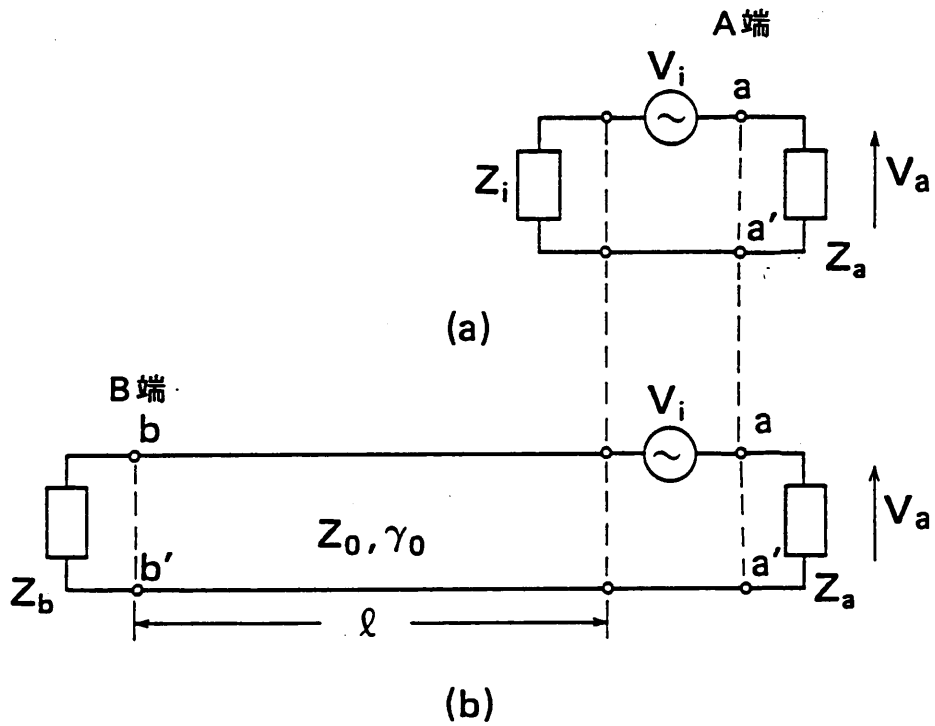 A端
Vi
a
Zi
a'
Va
Za
(a)
B端
b
Vi
a
Z0, γ0
Va
b'
a'
Zb
Za
ℓ
(b)